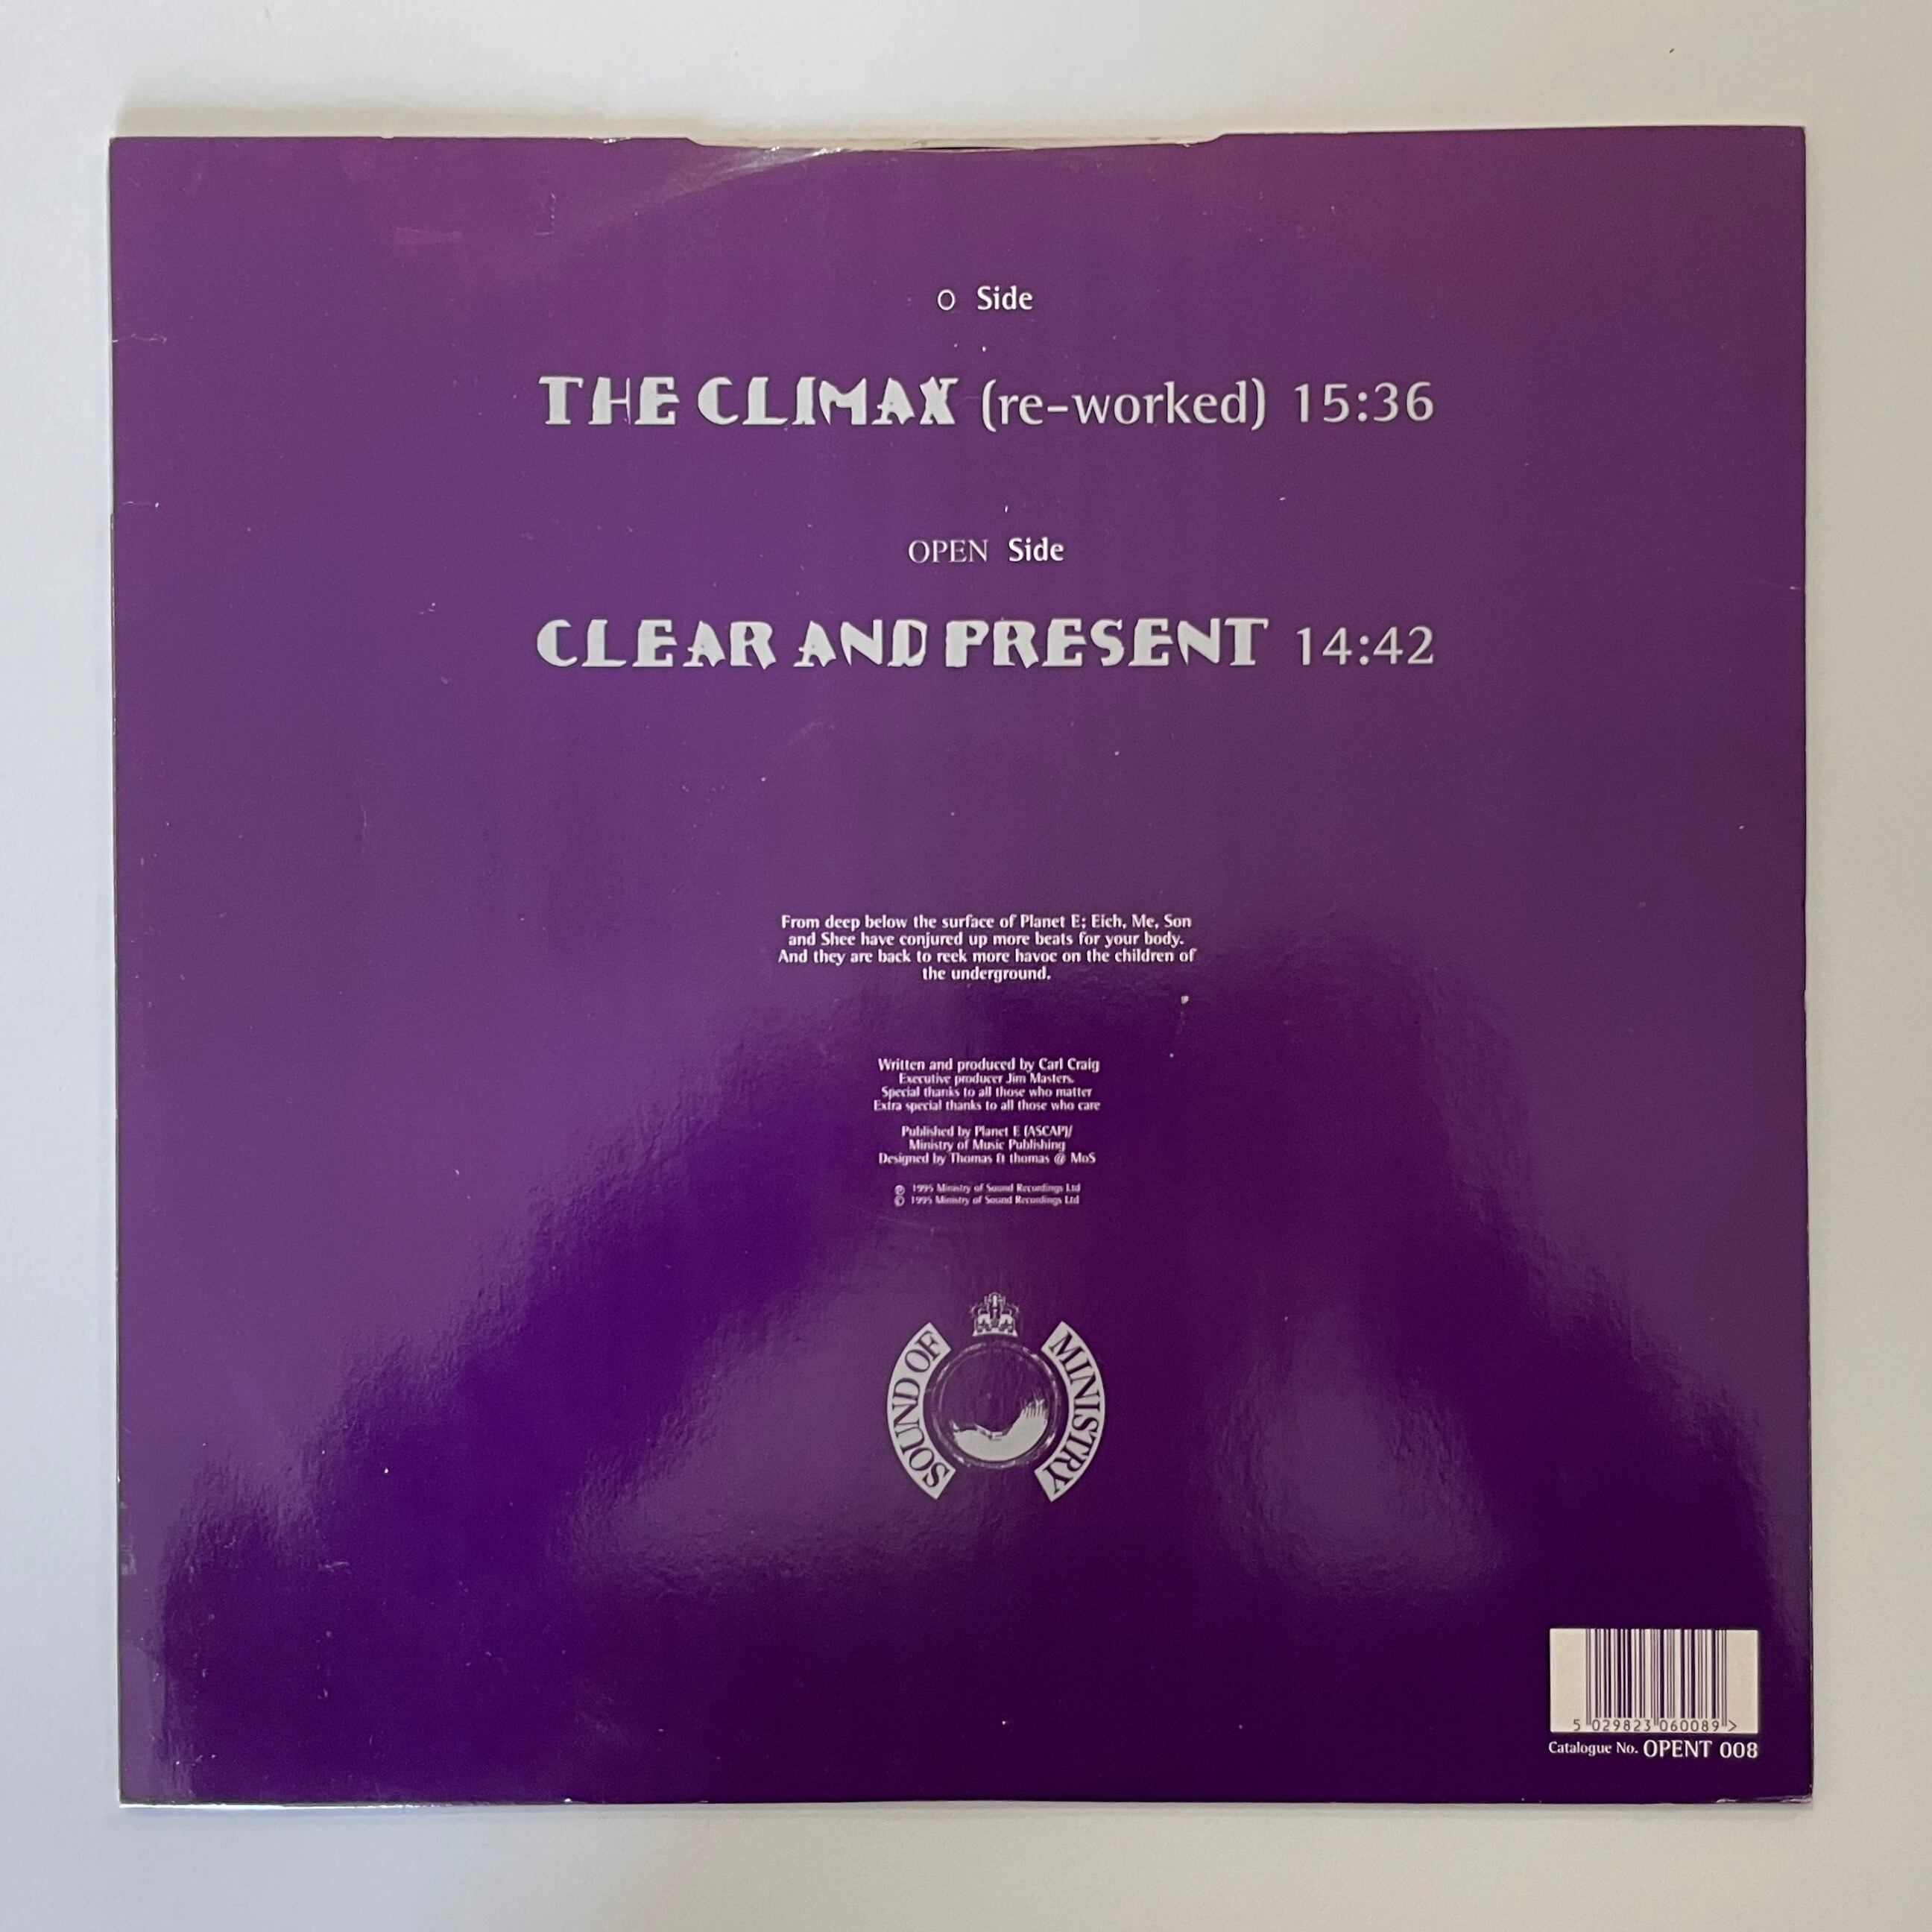 O Side
THE CLIMAX (re-worked) 15:36
OPEN Side
CLEAR AND PRESENT 14:42
From deep below the surface of Planet E; Eich, Me, Son
and Shee have conjured up more beats for your body.
And they are back to reek more havoc on the children of
the underground.
Written and produced by Carl Craig
Executive producer Jim Masters.
Special thanks to all those who matter
Extra special thanks to all those who care
Published by Planet E (ASCAP)/
Ministry of Music Publishing
Designed by Thomas & thomas @ MoS
℗ 1995 Ministry of Sound Recordings Ltd
© 1995 Ministry of Sound Recordings Ltd
SOUND OF MINISTRY
5 029823 060089 >
Catalogue No. OPENT 008